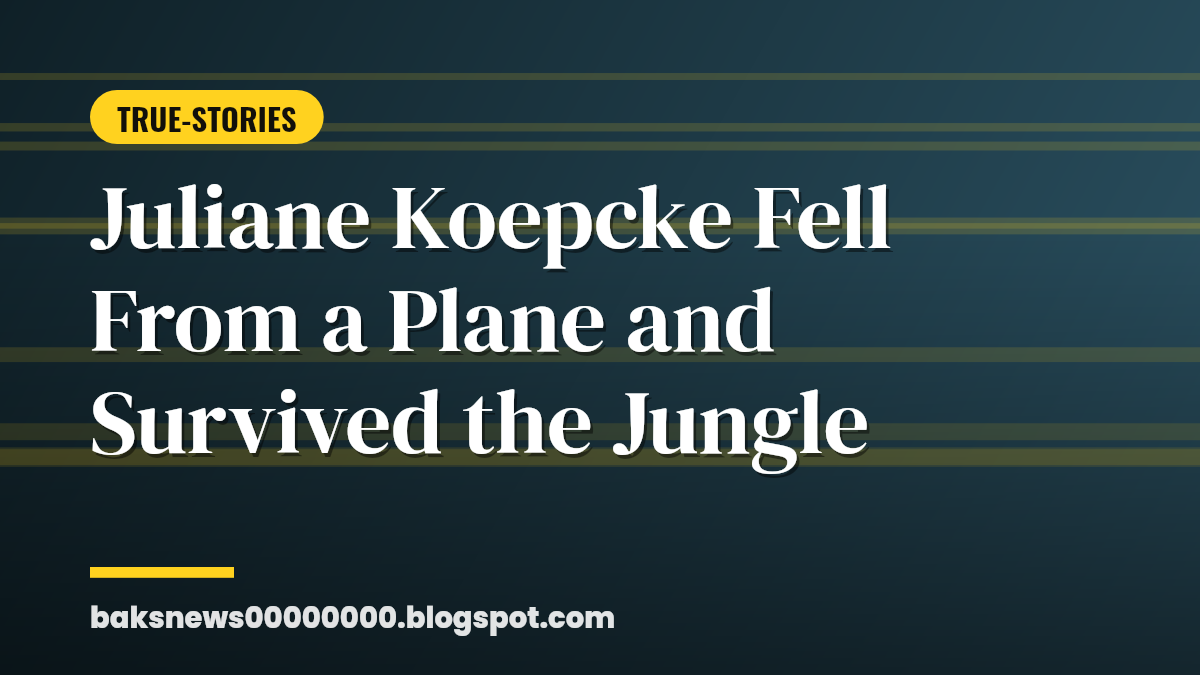 TRUE-STORIES
Juliane Koepcke Fell
From a Plane and
Survived the Jungle
baksnews00000000.blogspot.com